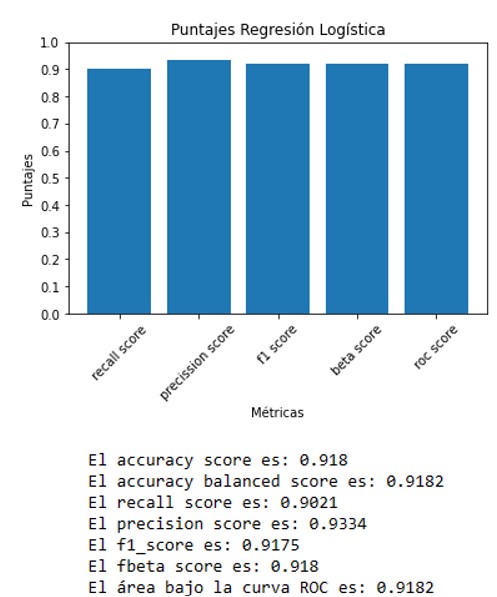 Puntajes Regresión Logística
1.0
0.9
0.8
0.7
0.6
0.5
0.4
0.3
0.2
0.1
0.0
Puntajes
recall score
precission score
f1 score
beta score
roc score
Métricas
El accuracy score es: 0.918
El accuracy balanced score es: 0.9182
El recall score es: 0.9021
El precision score es: 0.9334
El f1_score es: 0.9175
El fbeta score es: 0.918
El área bajo la curva ROC es: 0.9182